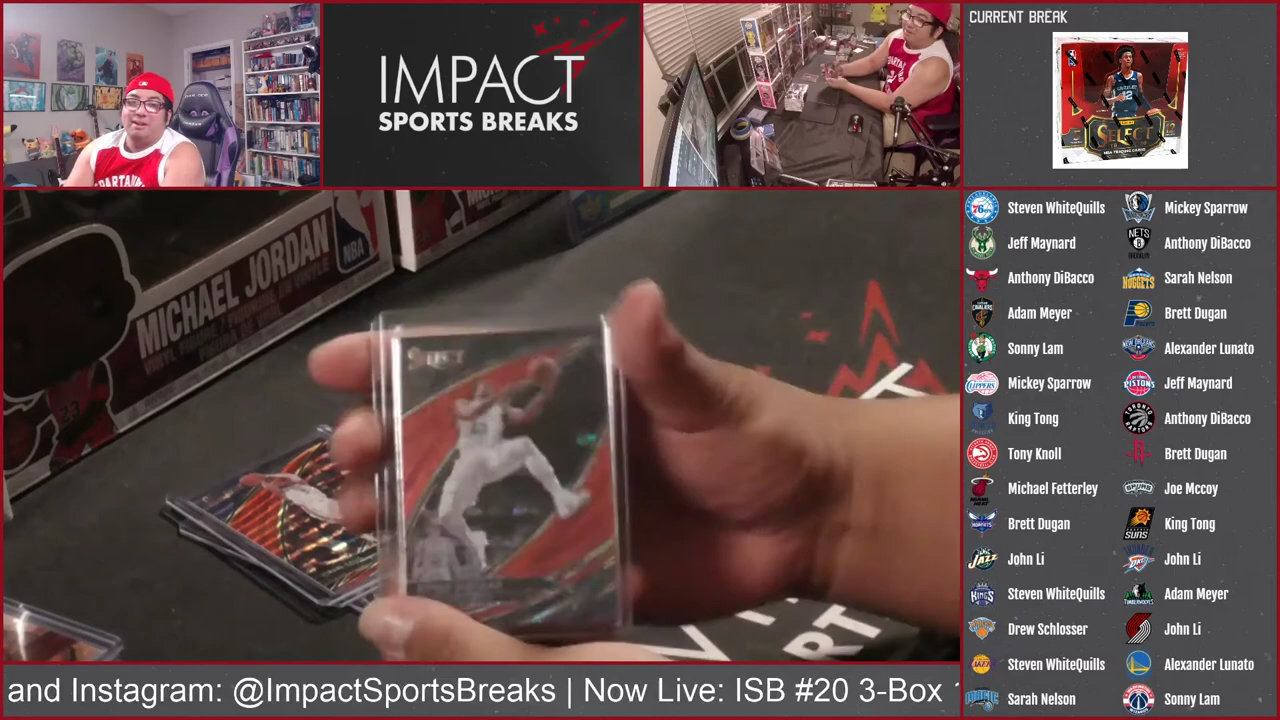 IMPACT
SPORTS BREAKS
CURRENT BREAK
SELECT
MICHAEL JORDAN
NBA
23
SELECT
Steven WhiteQuills
Jeff Maynard
Anthony DiBacco
Adam Meyer
Sonny Lam
Mickey Sparrow
King Tong
Tony Knoll
Michael Fetterley
Brett Dugan
John Li
Steven WhiteQuills
Drew Schlosser
Steven WhiteQuills
Sarah Nelson
Mickey Sparrow
Anthony DiBacco
Sarah Nelson
Brett Dugan
Alexander Lunato
Jeff Maynard
Anthony DiBacco
Brett Dugan
Joe Mccoy
King Tong
John Li
Adam Meyer
John Li
Alexander Lunato
Sonny Lam
and Instagram: @ImpactSportsBreaks | Now Live: ISB #20 3-Box